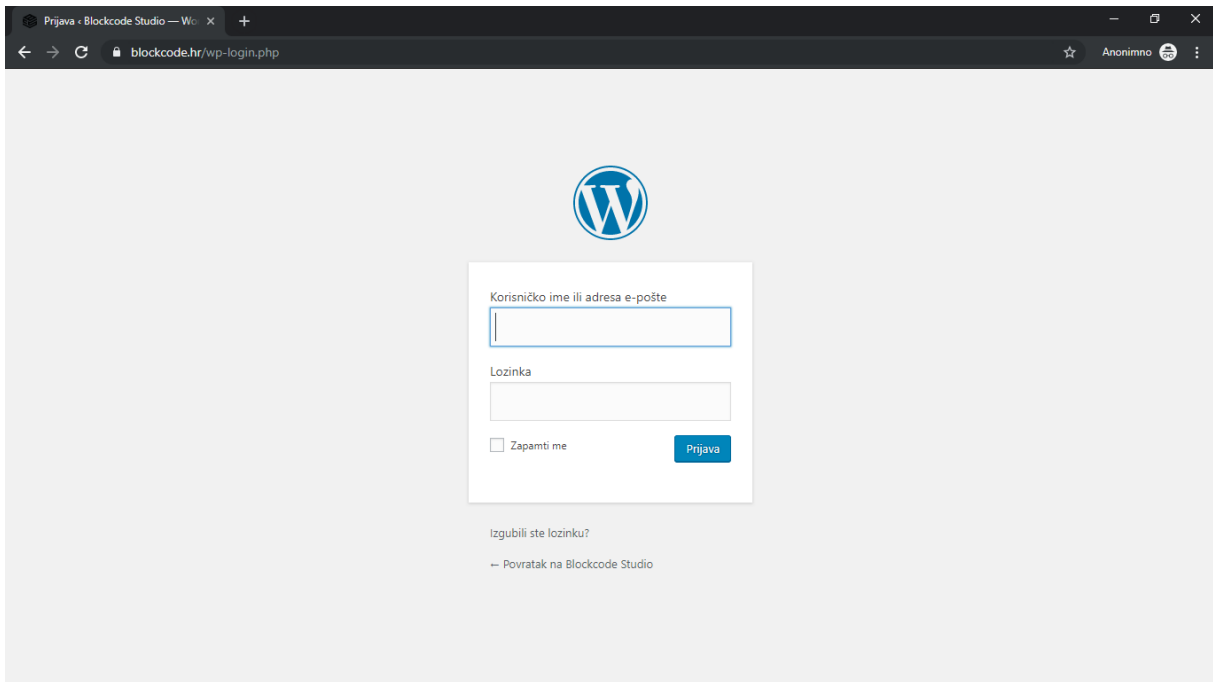 Prijava ‹ Blockcode Studio — Wo
blockcode.hr/wp-login.php
Anonimno
Korisničko ime ili adresa e-pošte
Lozinka
Zapamti me
Prijava
Izgubili ste lozinku?
← Povratak na Blockcode Studio